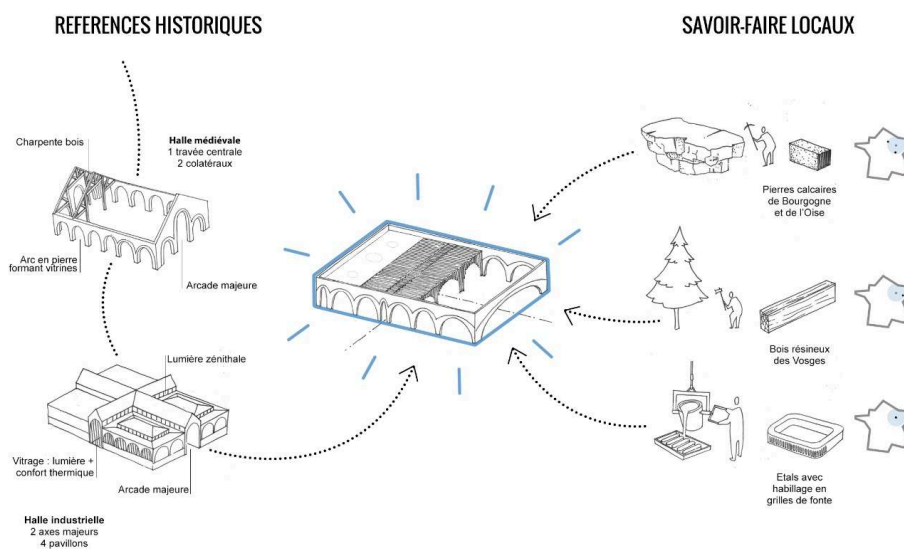 REFERENCES HISTORIQUES
Charpente bois
Halle médiévale
1 travée centrale
2 colatéraux
Arc en pierre
formant vitrines
Arcade majeure
Lumière zénithale
Vitrage : lumière +
confort thermique
Arcade majeure
Halle industrielle
2 axes majeurs
4 pavillons
SAVOIR-FAIRE LOCAUX
Pierres calcaires
de Bourgogne
et de l'Oise
Bois résineux
des Vosges
Etals avec
habillage en
grilles de fonte